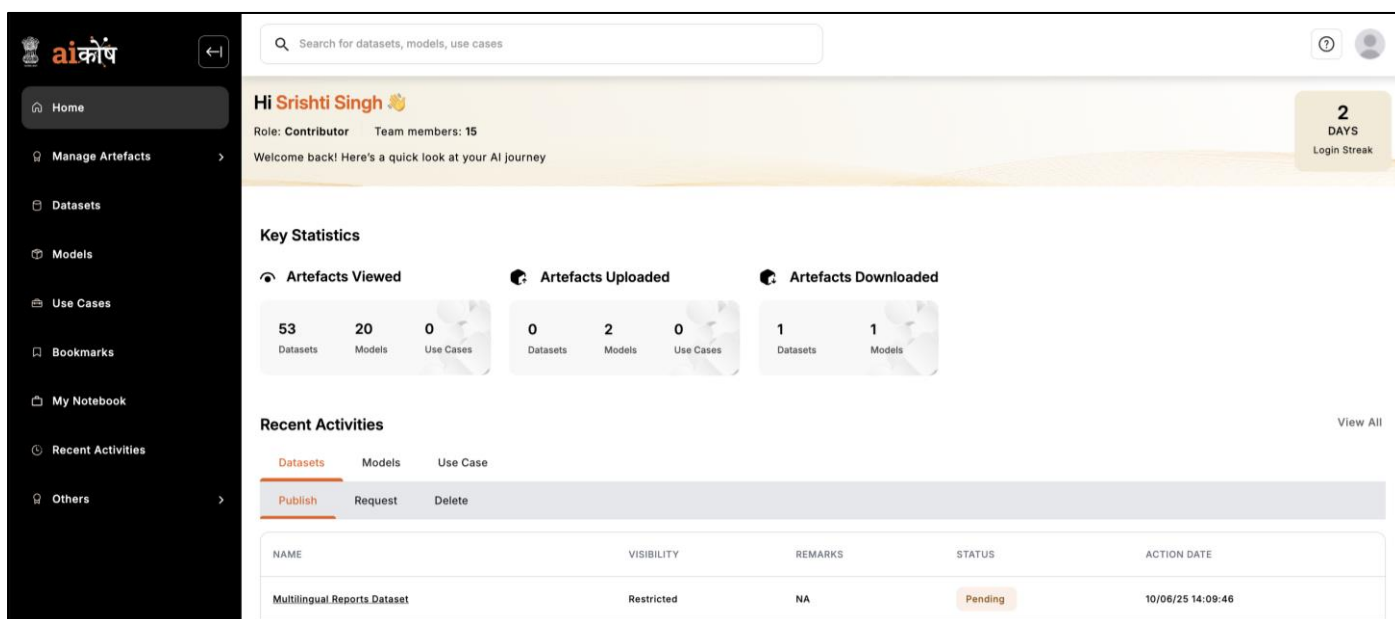 aiकोष
Search for datasets, models, use cases
Home
Manage Artefacts
Datasets
Models
Use Cases
Bookmarks
My Notebook
Recent Activities
Others
Hi Srishti Singh 👋
Role: Contributor Team members: 15
Welcome back! Here's a quick look at your AI journey
2
DAYS
Login Streak
Key Statistics
Artefacts Viewed
53 20 0
Datasets Models Use Cases
Artefacts Uploaded
0 2 0
Datasets Models Use Cases
Artefacts Downloaded
1 1
Datasets Models
Recent Activities
View All
Datasets Models Use Case
Publish Request Delete
NAME VISIBILITY REMARKS STATUS ACTION DATE
Multilingual Reports Dataset Restricted NA Pending 10/06/25 14:09:46